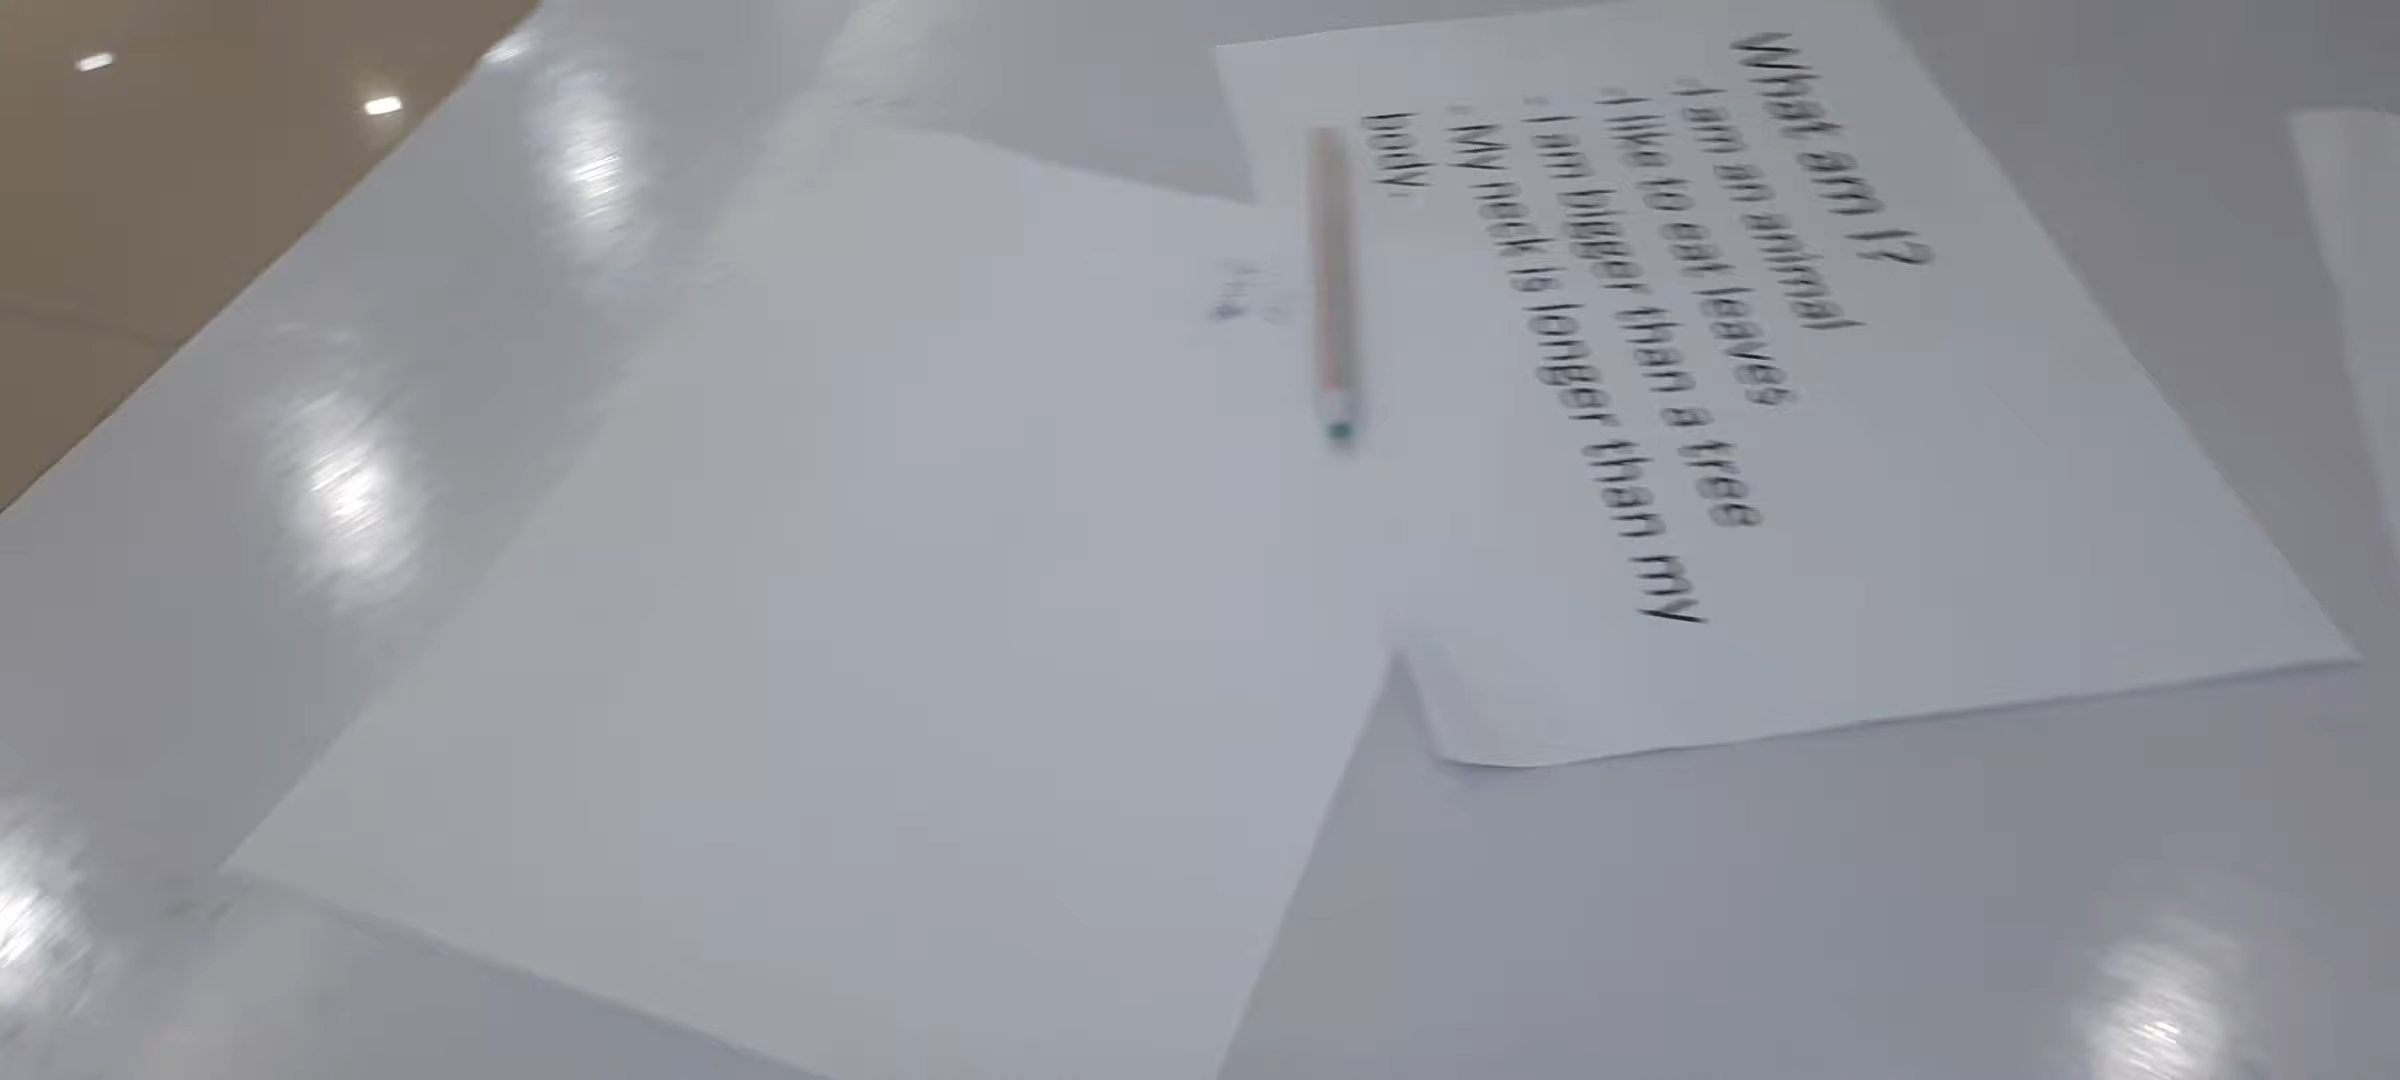 What am I?
I am an animal
I like to eat leaves
I am bigger than a tree
My neck is longer than my
body.